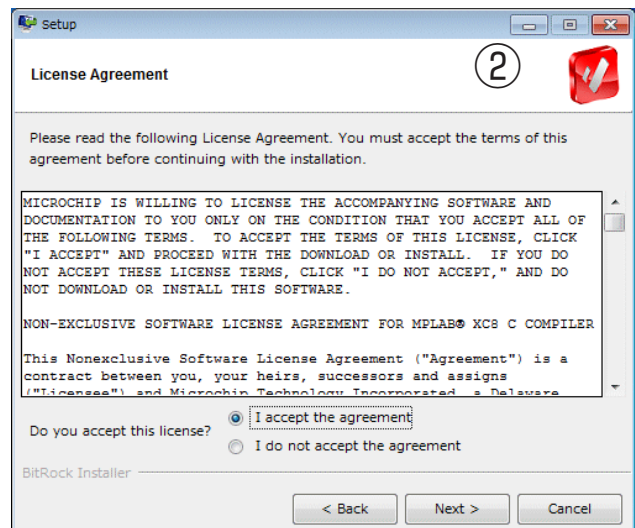 Setup
License Agreement
②
Please read the following License Agreement. You must accept the terms of this
agreement before continuing with the installation.
MICROCHIP IS WILLING TO LICENSE THE ACCOMPANYING SOFTWARE AND
DOCUMENTATION TO YOU ONLY ON THE CONDITION THAT YOU ACCEPT ALL OF
THE FOLLOWING TERMS.  TO ACCEPT THE TERMS OF THIS LICENSE, CLICK
"I ACCEPT" AND PROCEED WITH THE DOWNLOAD OR INSTALL.  IF YOU DO
NOT ACCEPT THESE LICENSE TERMS, CLICK "I DO NOT ACCEPT," AND DO
NOT DOWNLOAD OR INSTALL THIS SOFTWARE.
NON-EXCLUSIVE SOFTWARE LICENSE AGREEMENT FOR MPLAB® XC8 C COMPILER
This Nonexclusive Software License Agreement ("Agreement") is a
contract between you, your heirs, successors and assigns
("Licensee") and Microchip Technology Incorporated, a Delaware
Do you accept this license?
I accept the agreement
I do not accept the agreement
BitRock Installer
< Back
Next >
Cancel